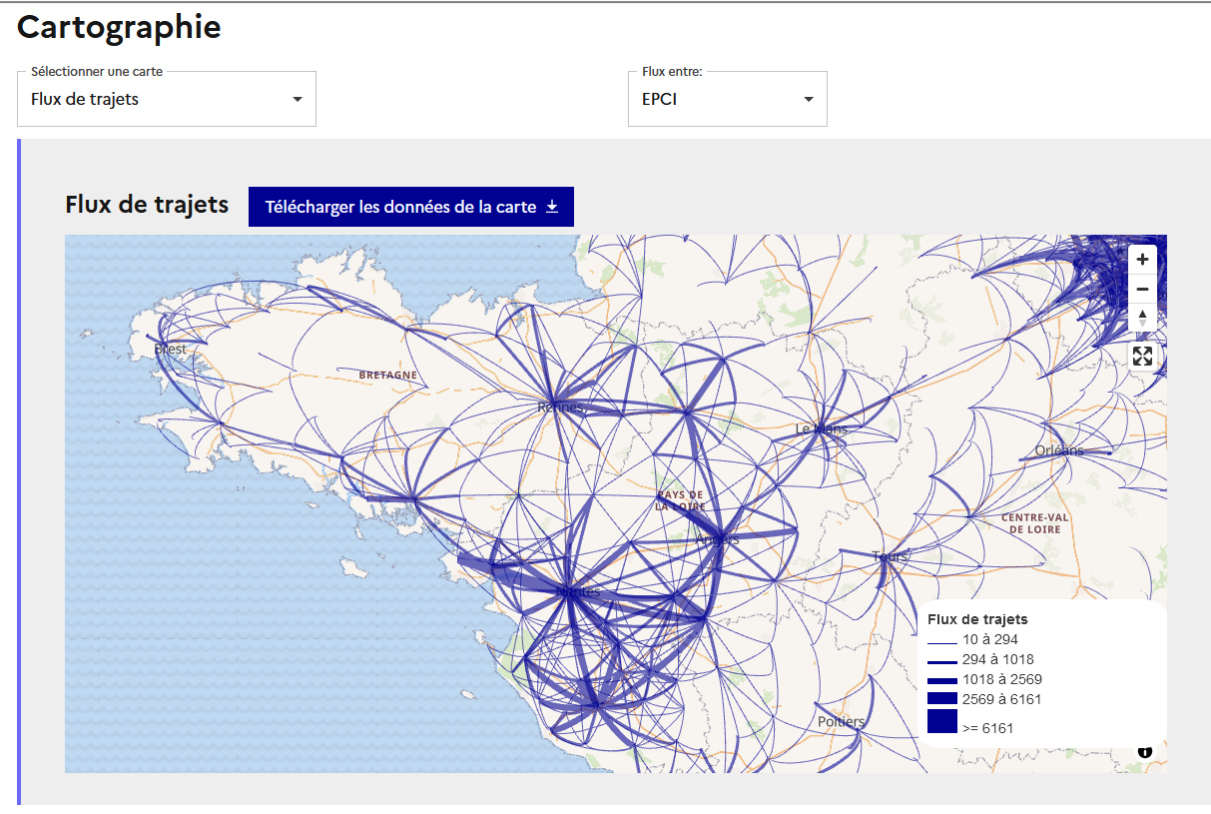 Cartographie
Sélectionner une carte
Flux de trajets
Flux entre:
EPCI
Flux de trajets
Télécharger les données de la carte
Brest
BRETAGNE
Rennes
Le Mans
Orléans
PAYS DE
LA LOIRE
CENTRE-VAL
DE LOIRE
Angers
Tours
Nantes
Poitiers
Flux de trajets
10 à 294
294 à 1018
1018 à 2569
2569 à 6161
>= 6161